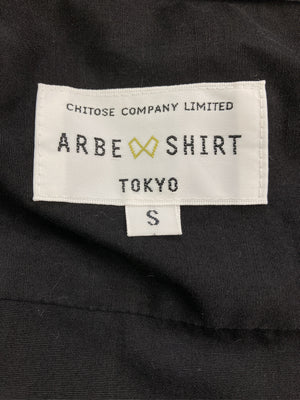 CHITOSE COMPANY LIMITED
ARBE SHIRT
TOKYO
S